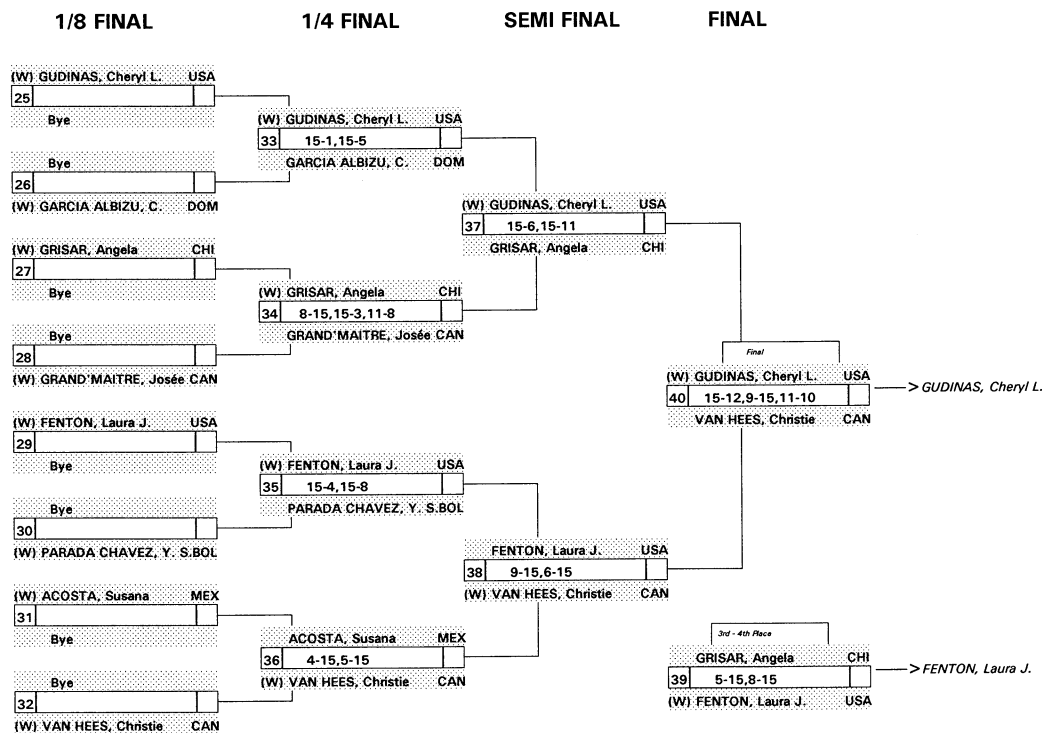 1/8 FINAL
1/4 FINAL
SEMI FINAL
FINAL
(W) GUDINAS, Cheryl L. USA
25
Bye
Bye
26
(W) GARCIA ALBIZU, C. DOM
(W) GRISAR, Angela CHI
27
Bye
Bye
28
(W) GRAND'MAITRE, Josée CAN
(W) FENTON, Laura J. USA
29
Bye
Bye
30
(W) PARADA CHAVEZ, Y. S.BOL
(W) ACOSTA, Susana MEX
31
Bye
Bye
32
(W) VAN HEES, Christie CAN
(W) GUDINAS, Cheryl L. USA
33 15-1,15-5
GARCIA ALBIZU, C. DOM
(W) GRISAR, Angela CHI
34 8-15,15-3,11-8
GRAND'MAITRE, Josée CAN
(W) FENTON, Laura J. USA
35 15-4,15-8
PARADA CHAVEZ, Y. S.BOL
ACOSTA, Susana MEX
36 4-15,5-15
(W) VAN HEES, Christie CAN
(W) GUDINAS, Cheryl L. USA
37 15-6,15-11
GRISAR, Angela CHI
FENTON, Laura J. USA
38 9-15,6-15
(W) VAN HEES, Christie CAN
Final
(W) GUDINAS, Cheryl L. USA
40 15-12,9-15,11-10
VAN HEES, Christie CAN
> GUDINAS, Cheryl L.
3rd - 4th Place
GRISAR, Angela CHI
39 5-15,8-15
(W) FENTON, Laura J. USA
> FENTON, Laura J.